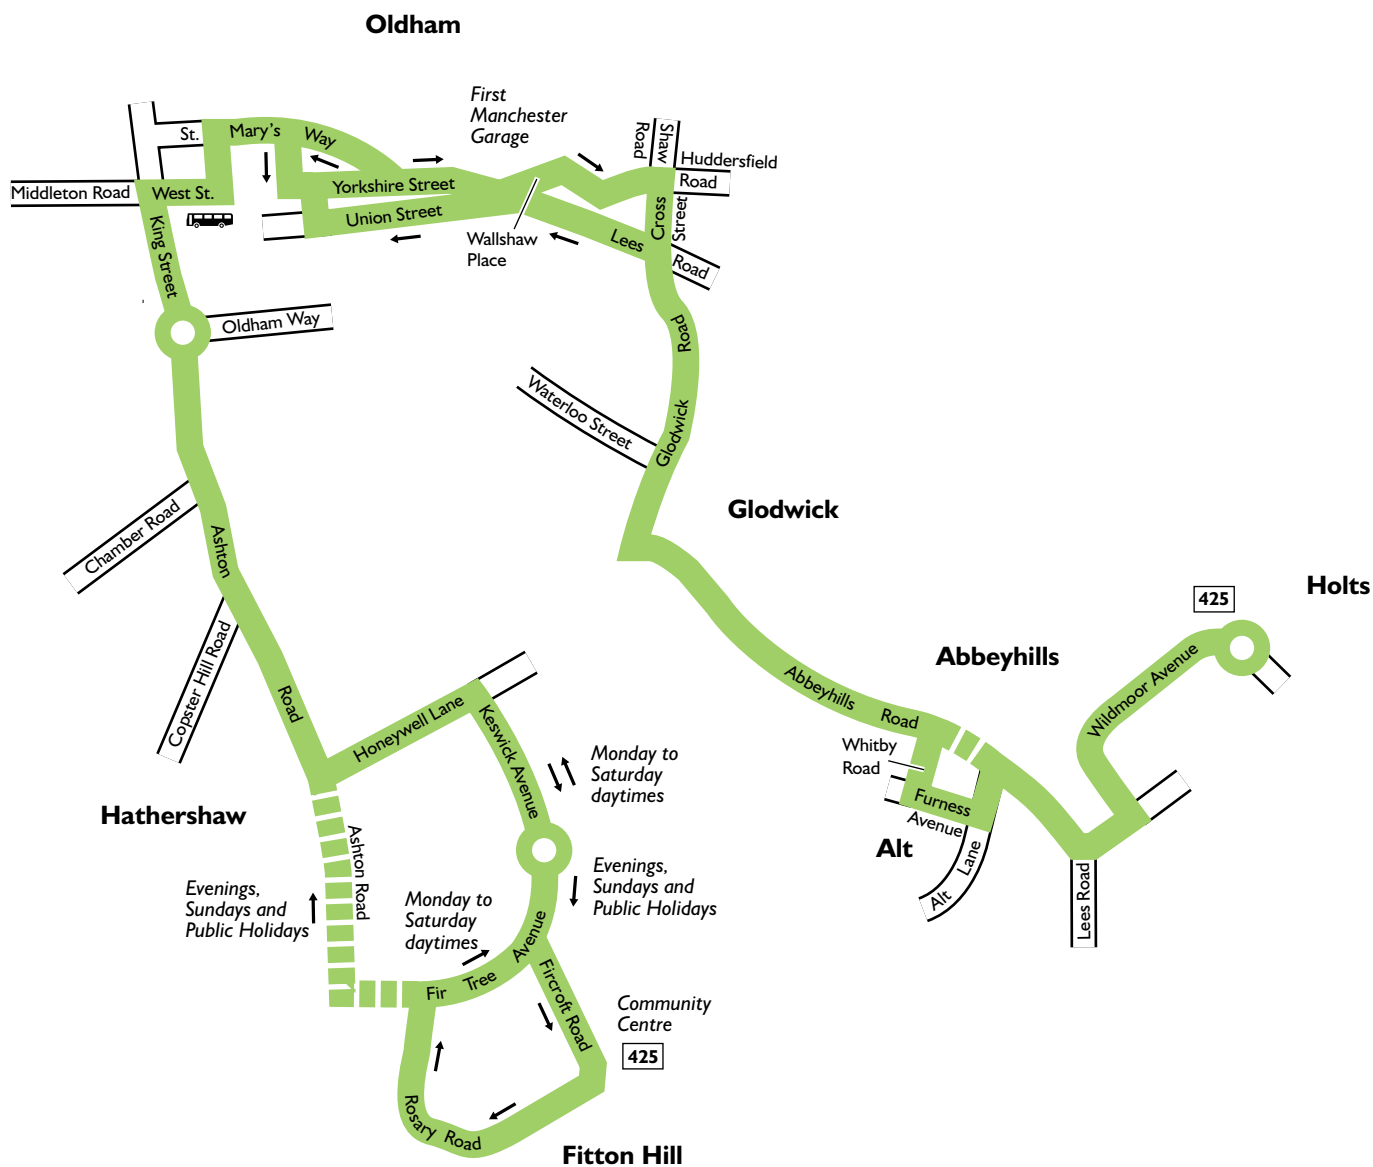 Oldham
First
Manchester
Garage
St. Mary's Way
Shaw
Road
Huddersfield
Road
Middleton Road
West St.
Yorkshire Street
Union Street
Cross
Street
King Street
Wallshaw
Place
Lees
Road
Oldham Way
Glodwick Road
Waterloo Street
Glodwick
Chamber Road
Ashton Road
Copster Hill Road
Holts
425
Abbeyhills
Wildmoor Avenue
Abbeyhills Road
Whitby
Road
Furness
Avenue
Alt
Alt Lane
Lees Road
Honeywell Lane
Keswick Avenue
Monday to
Saturday
daytimes
Hathershaw
Ashton Road
Evenings,
Sundays and
Public Holidays
Monday to
Saturday
daytimes
Evenings,
Sundays and
Public Holidays
Fir Tree Avenue
Fircroft Road
Community
Centre
425
Rosary Road
Fitton Hill